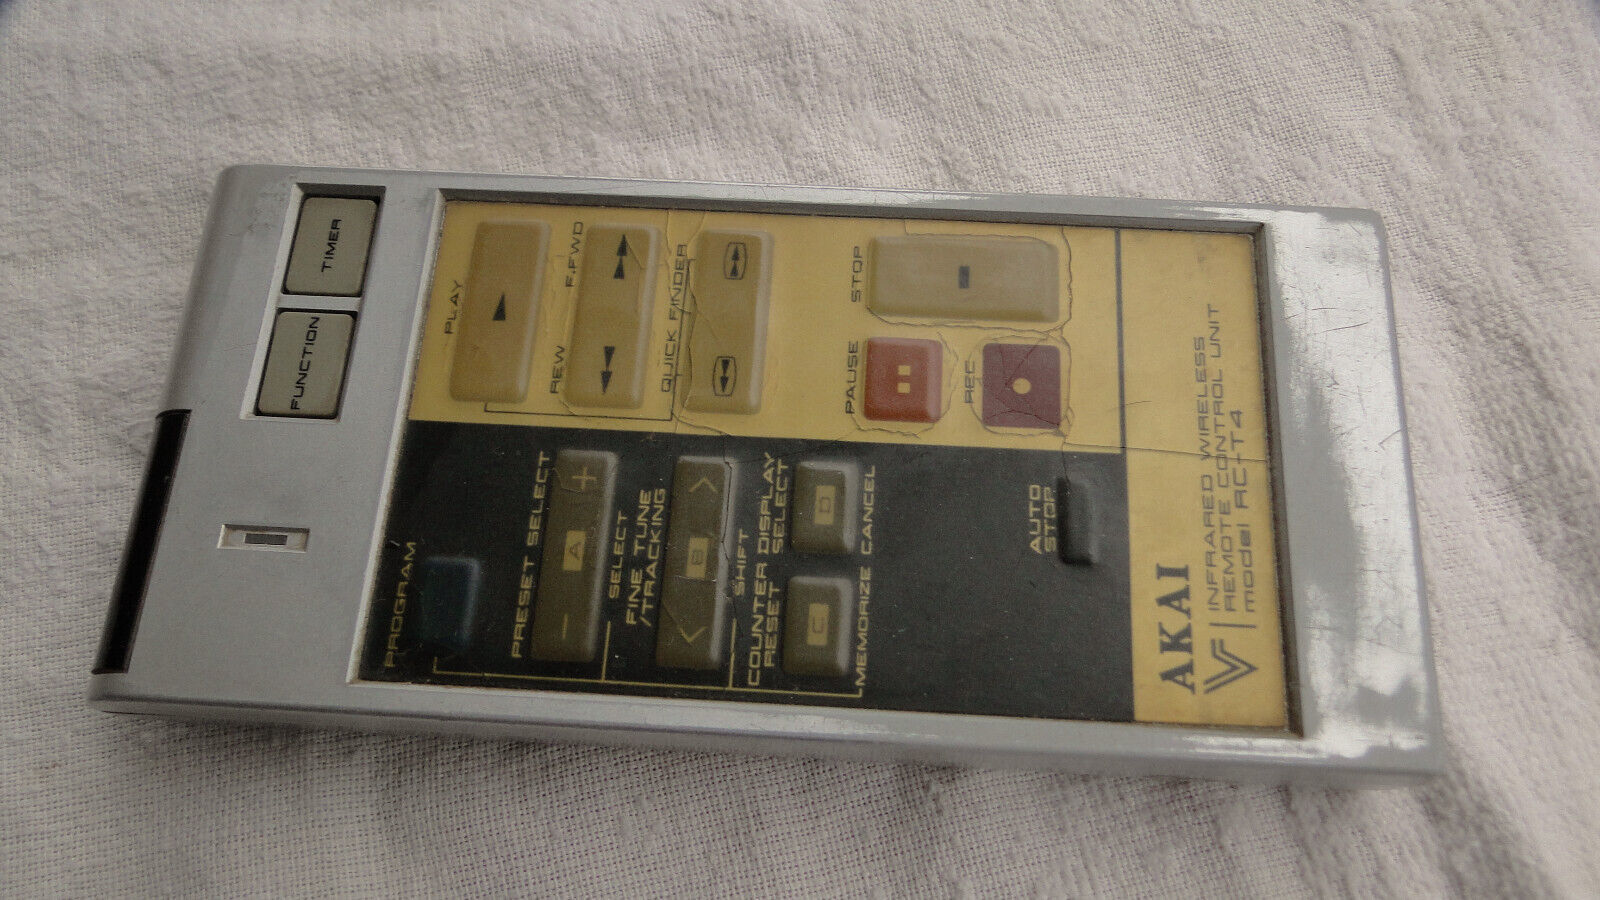 TIMER
FUNCTION
PLAY
REW F.FWD
QUICK FINDER
STOP
PAUSE
REC
PROGRAM
PRESET SELECT
− A +
SELECT
FINE TUNE
/TRACKING
< B >
SHIFT
COUNTER DISPLAY
RESET SELECT
C D
MEMORIZE CANCEL
AUTO
STOP
AKAI
INFRARED WIRELESS
REMOTE CONTROL UNIT
model RC-T4